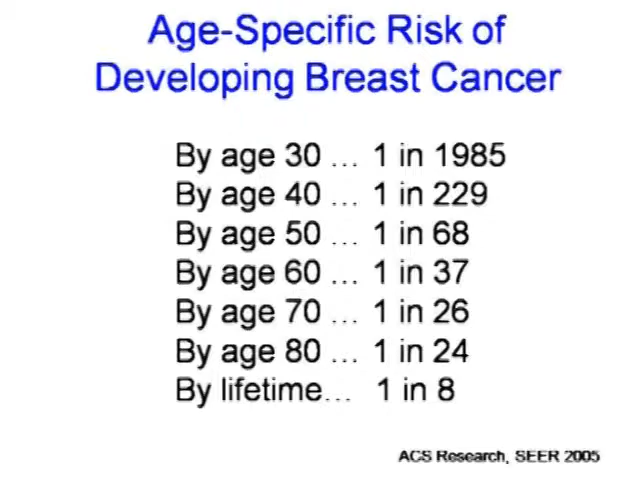 Age-Specific Risk of
Developing Breast Cancer
By age 30 ... 1 in 1985
By age 40 ... 1 in 229
By age 50 ... 1 in 68
By age 60 ... 1 in 37
By age 70 ... 1 in 26
By age 80 ... 1 in 24
By lifetime... 1 in 8
ACS Research, SEER 2005